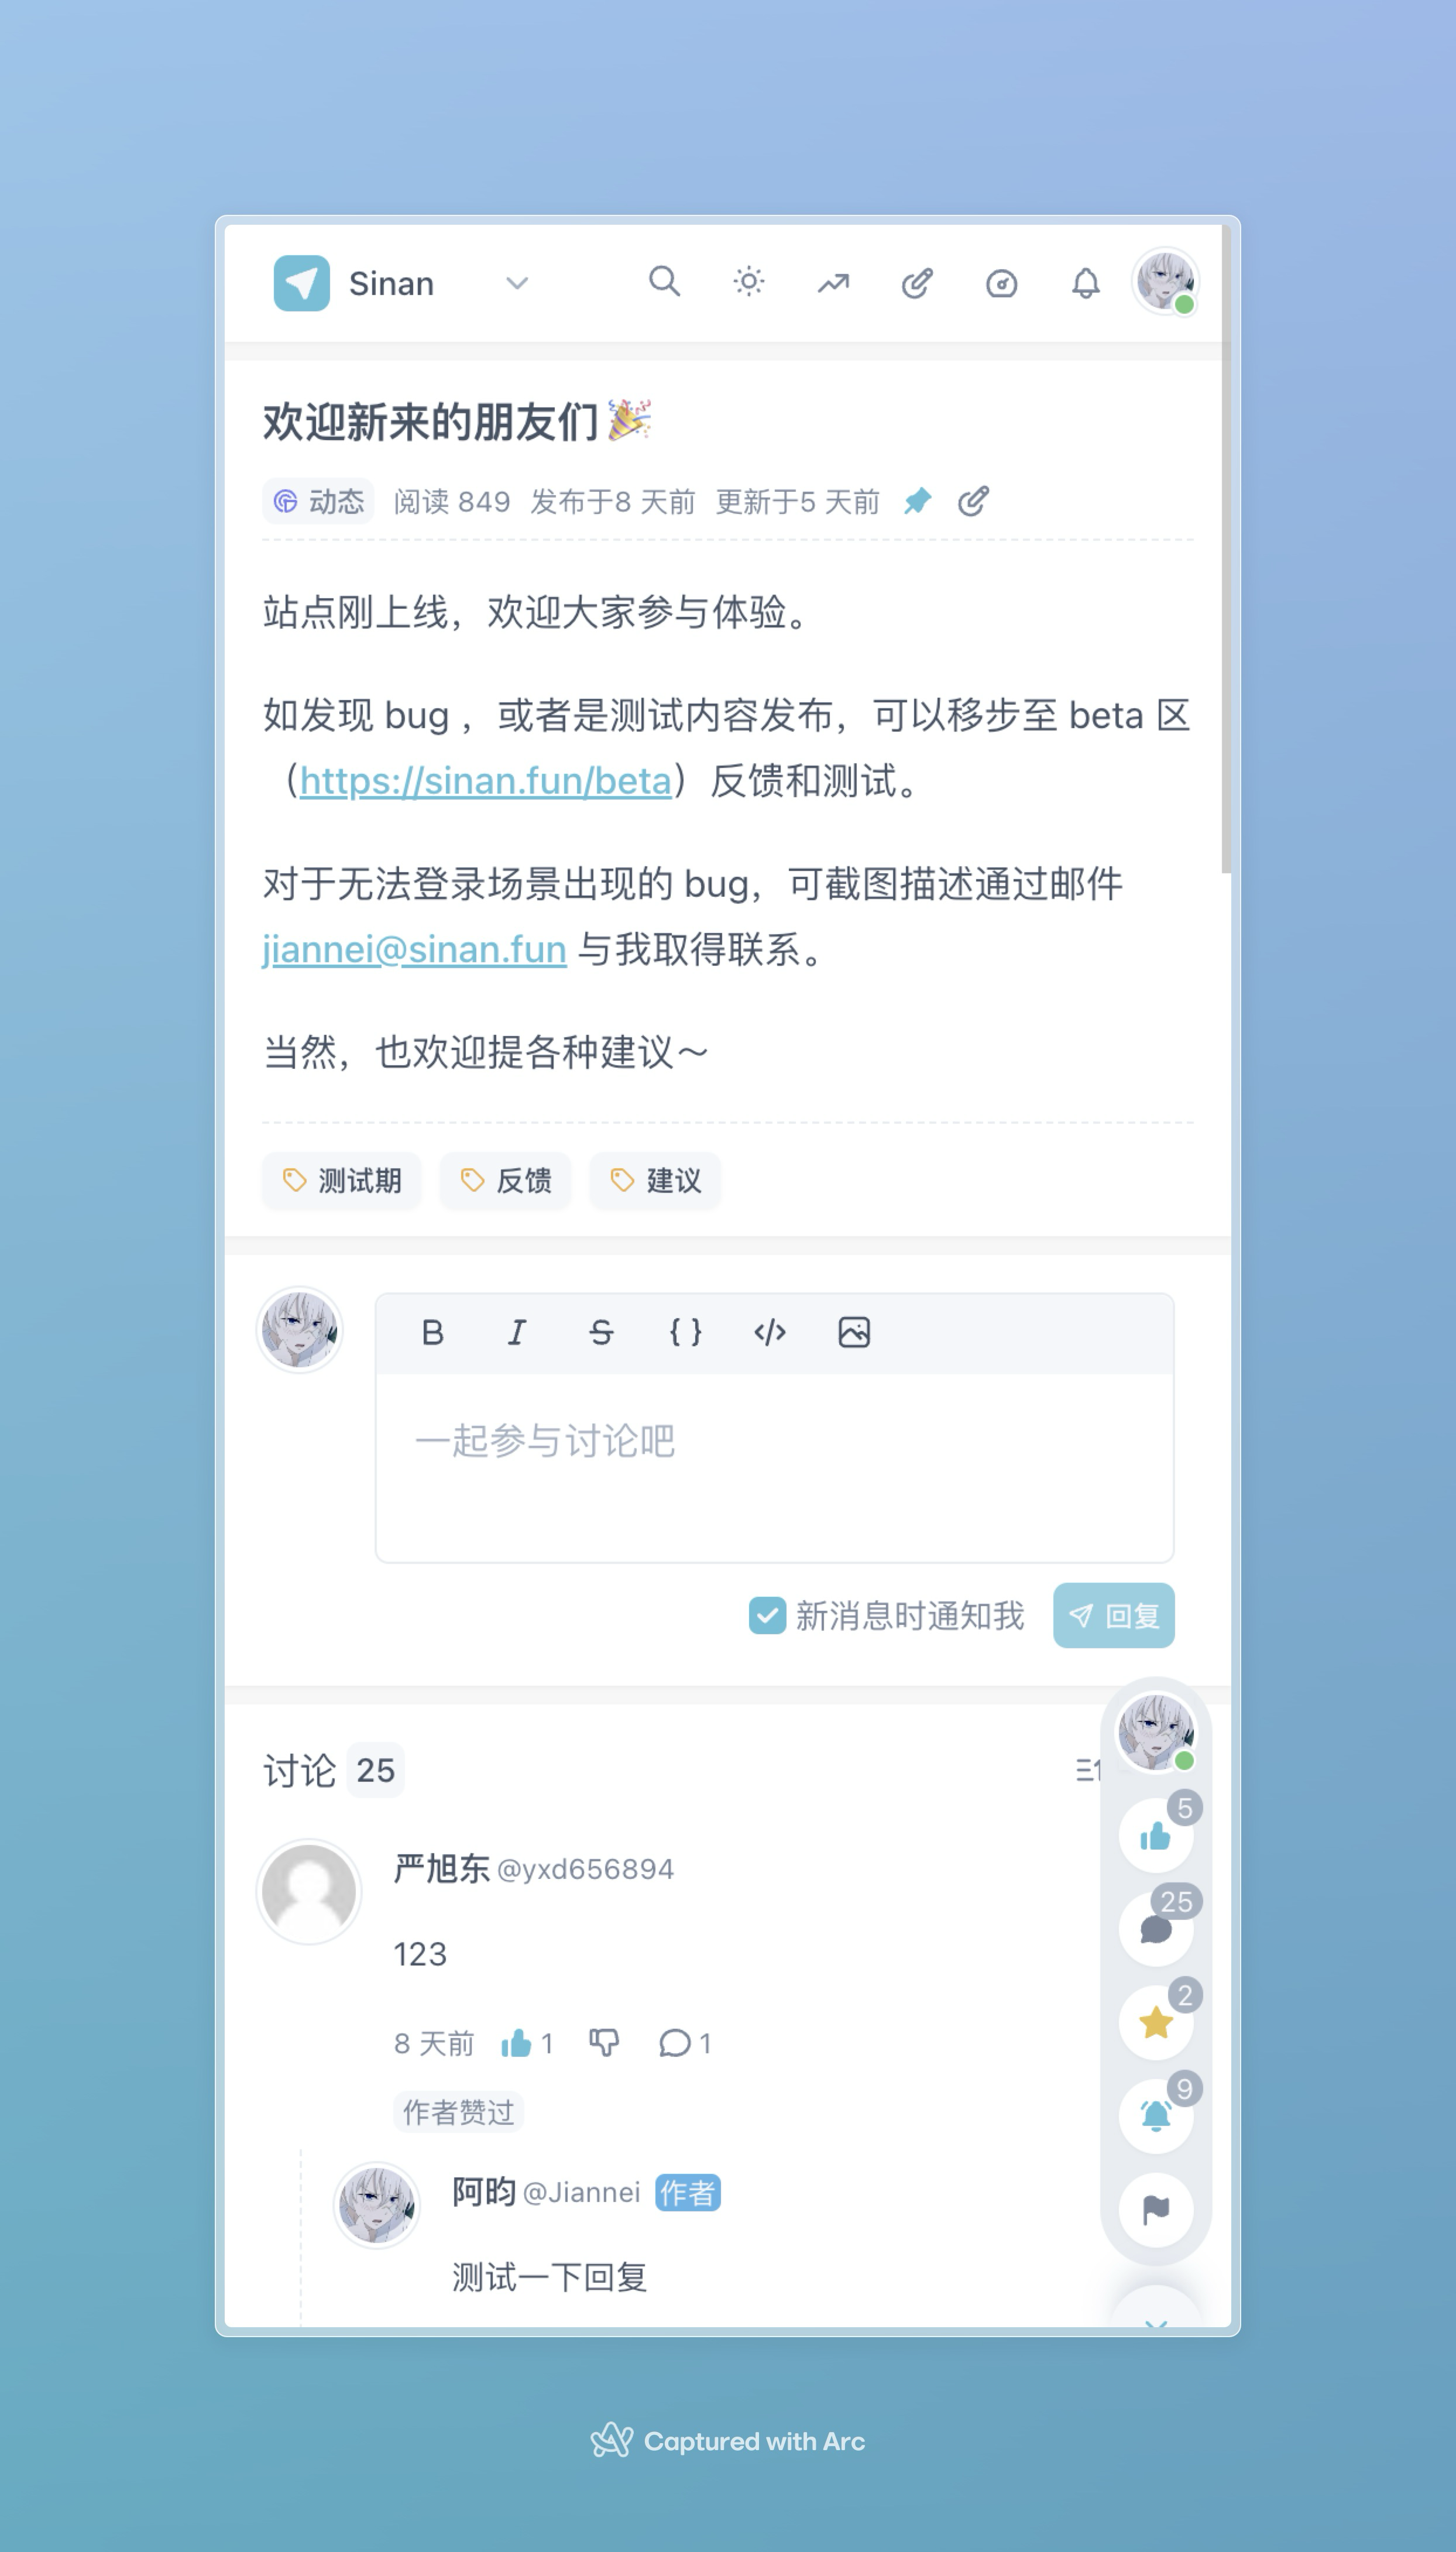 Sinan
欢迎新来的朋友们🎉
动态 阅读 849 发布于8 天前 更新于5 天前
站点刚上线，欢迎大家参与体验。
如发现 bug ，或者是测试内容发布，可以移步至 beta 区
（https://sinan.fun/beta）反馈和测试。
对于无法登录场景出现的 bug，可截图描述通过邮件
jiannei@sinan.fun 与我取得联系。
当然，也欢迎提各种建议～
测试期 反馈 建议
B I S { } </>
一起参与讨论吧
新消息时通知我 回复
讨论 25
5
严旭东 @yxd656894
25
123
2
8 天前 1 1
9
作者赞过
阿昀 @Jiannei 作者
测试一下回复
Captured with Arc